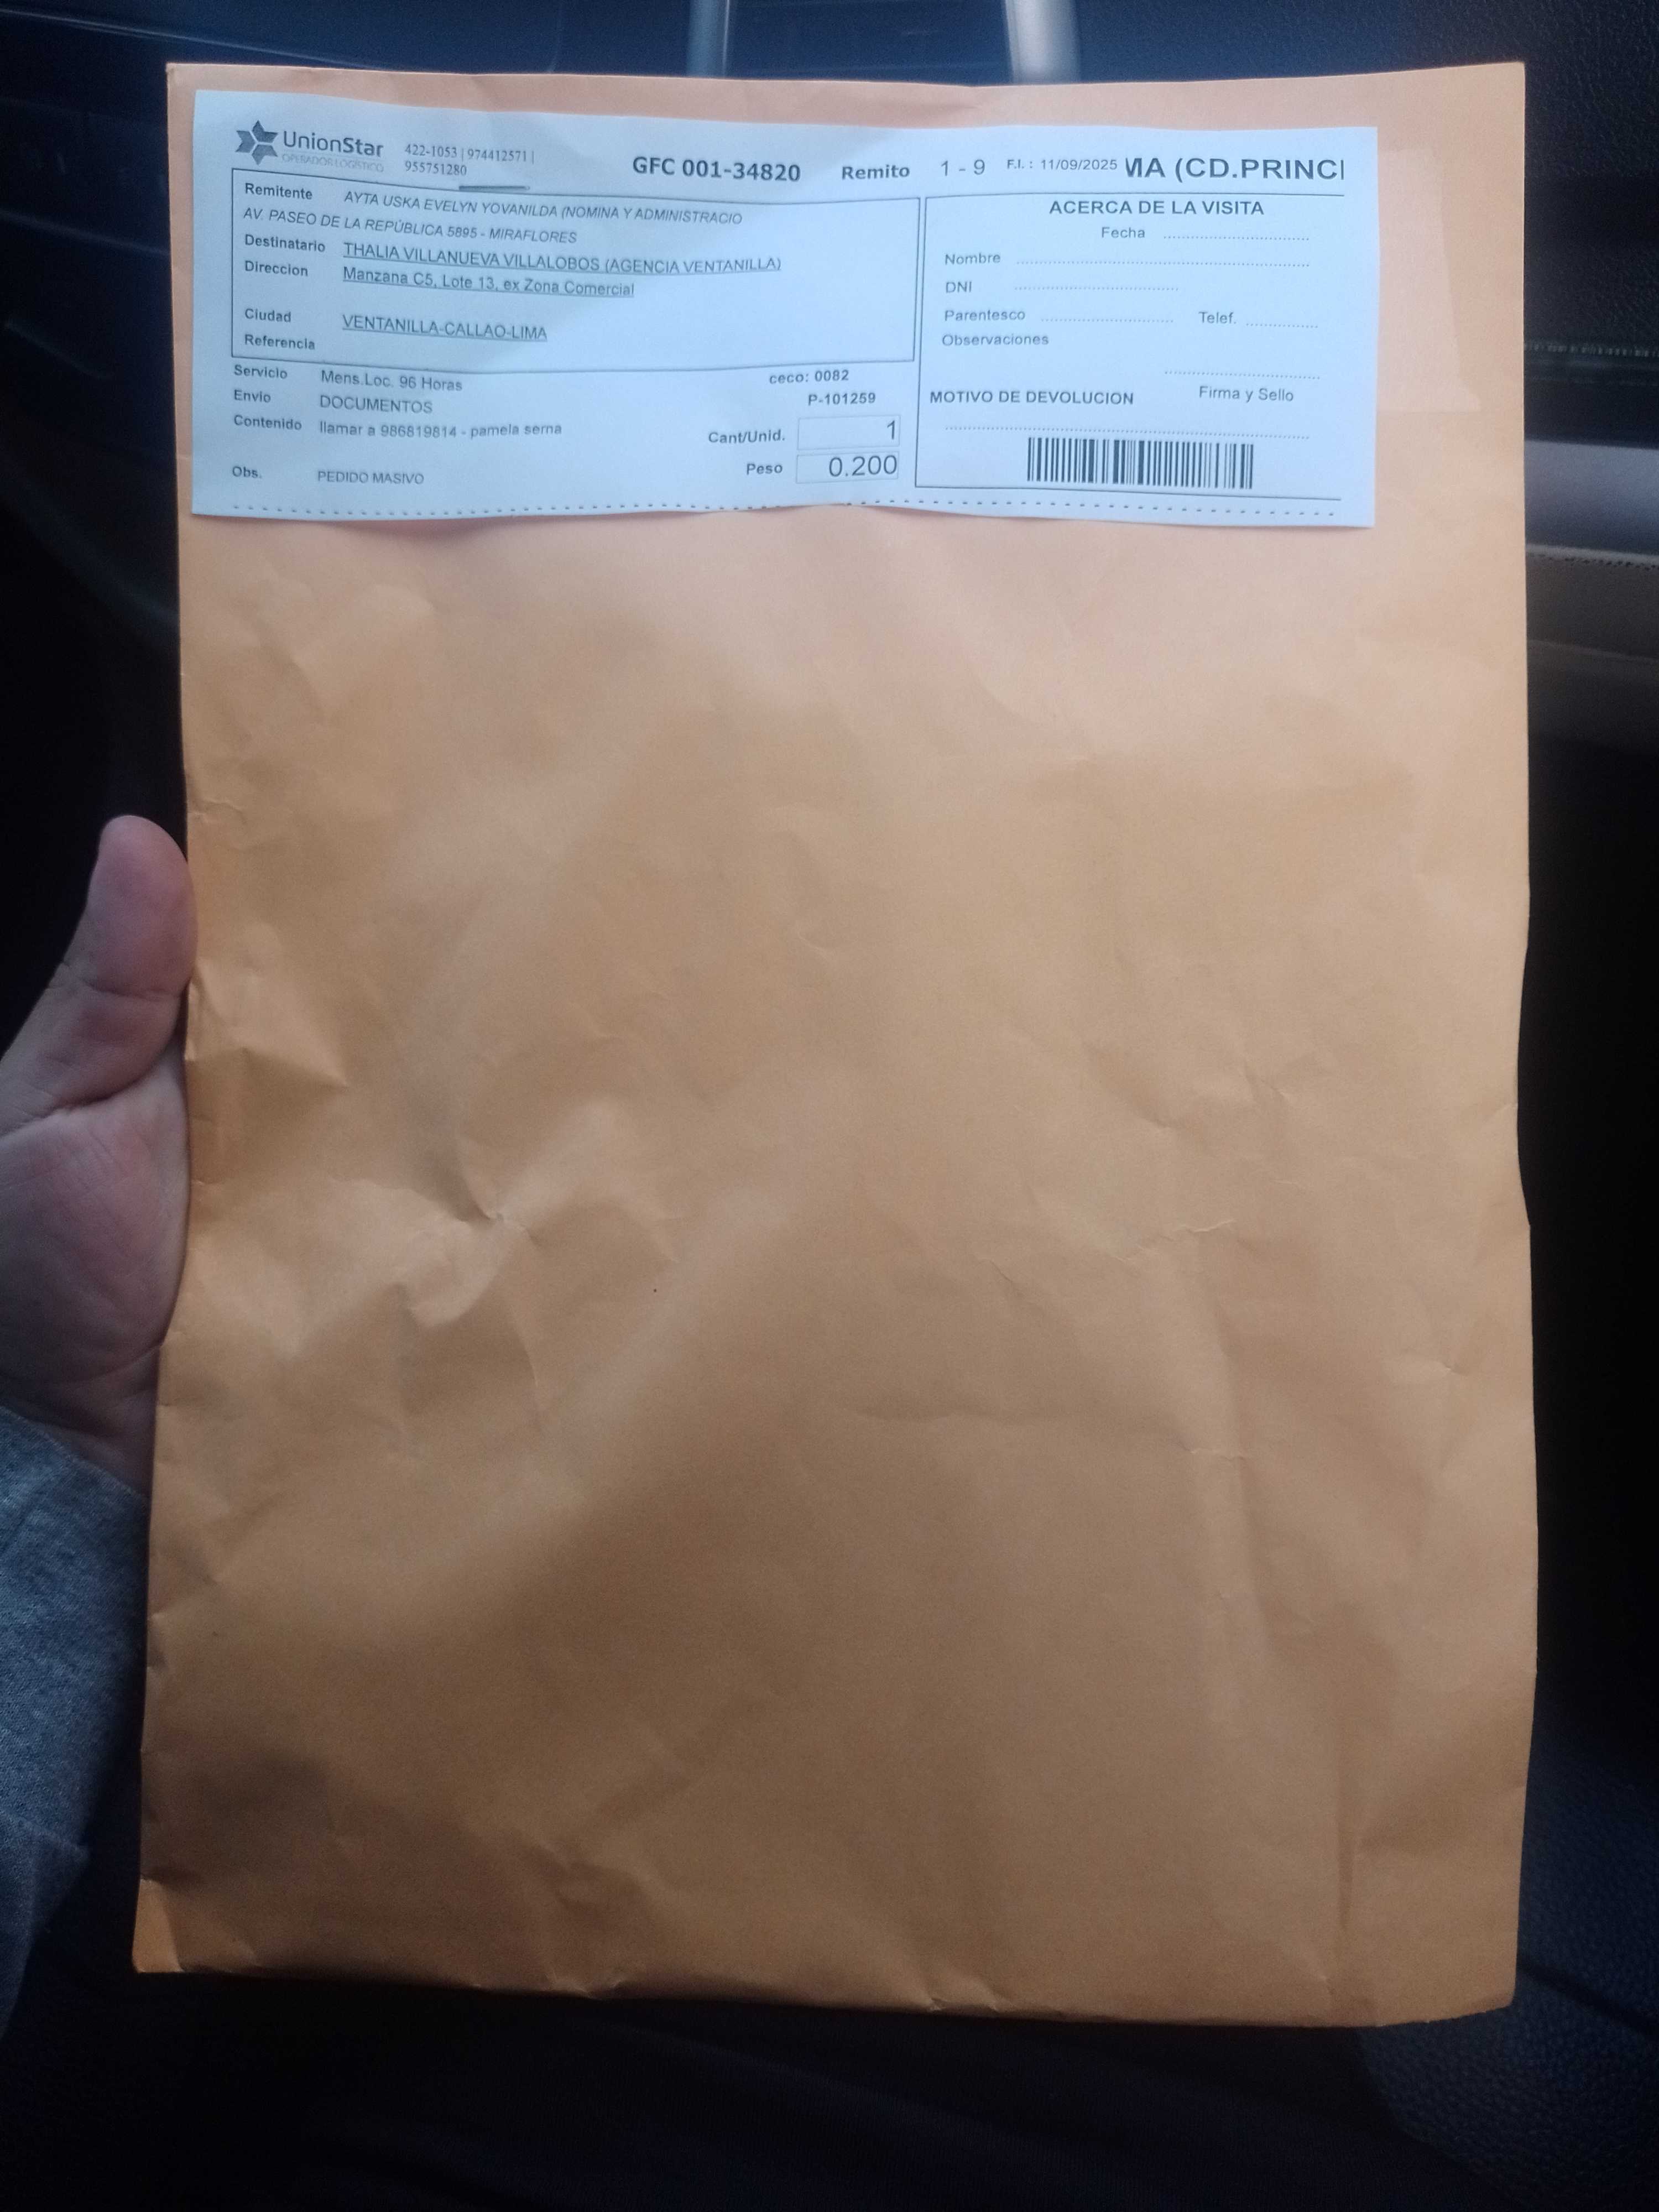 UnionStar
OPERADOR LOGÍSTICO
422-1053 | 974412571 |
955751280
GFC 001-34820 Remito 1 - 9 F.I. : 11/09/2025 MA (CD.PRINCI
Remitente AYTA USKA EVELYN YOVANILDA (NOMINA Y ADMINISTRACIO
AV. PASEO DE LA REPÚBLICA 5895 - MIRAFLORES
Destinatario THALIA VILLANUEVA VILLALOBOS (AGENCIA VENTANILLA)
Direccion Manzana C5, Lote 13, ex Zona Comercial
Ciudad VENTANILLA-CALLAO-LIMA
Referencia
Servicio Mens.Loc. 96 Horas ceco: 0082
Envio DOCUMENTOS P-101259
Contenido llamar a 986819814 - pamela serna
Cant/Unid. 1
Peso 0.200
Obs. PEDIDO MASIVO
ACERCA DE LA VISITA
Fecha
Nombre
DNI
Parentesco Telef.
Observaciones
MOTIVO DE DEVOLUCION Firma y Sello